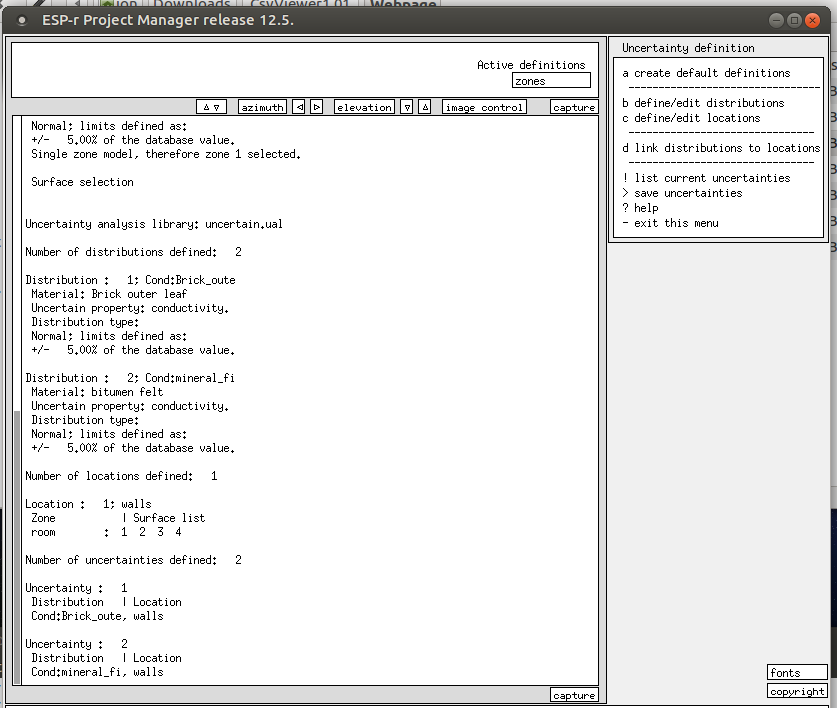 ion Downloads CsvViewer1.01 Webpage
ESP-r Project Manager release 12.5.
Active definitions
zones
azimuth elevation image control capture
Normal; limits defined as:
+/-   5.00% of the database value.
Single zone model, therefore zone 1 selected.
Surface selection
Uncertainty analysis library: uncertain.ual
Number of distributions defined:   2
Distribution :   1; Cond:Brick_oute
Material: Brick outer leaf
Uncertain property: conductivity.
Distribution type:
Normal; limits defined as:
+/-   5.00% of the database value.
Distribution :   2; Cond:mineral_fi
Material: bitumen felt
Uncertain property: conductivity.
Distribution type:
Normal; limits defined as:
+/-   5.00% of the database value.
Number of locations defined:   1
Location :   1; walls
Zone           | Surface list
room        :  1  2  3  4
Number of uncertainties defined:   2
Uncertainty :   1
Distribution   | Location
Cond:Brick_oute, walls
Uncertainty :   2
Distribution   | Location
Cond:mineral_fi, walls
capture
Uncertainty definition
a create default definitions
--------------------------------
b define/edit distributions
c define/edit locations
-------------------------------
d link distributions to locations
-------------------------------
! list current uncertainties
> save uncertainties
? help
- exit this menu
fonts
copyright